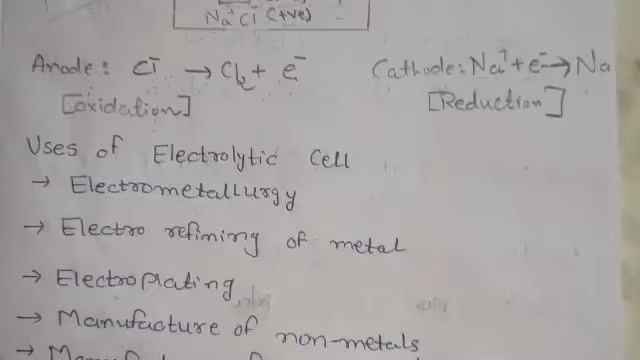 Na⁺Cl⁻ (+ve)
Anode: Cl⁻ → Cl₂ + e⁻ Cathode: Na⁺ + e⁻ → Na
[Oxidation] [Reduction]
Uses of Electrolytic Cell
→ Electrometallurgy
→ Electro refining of metal
→ Electroplating
→ Manufacture of non-metals